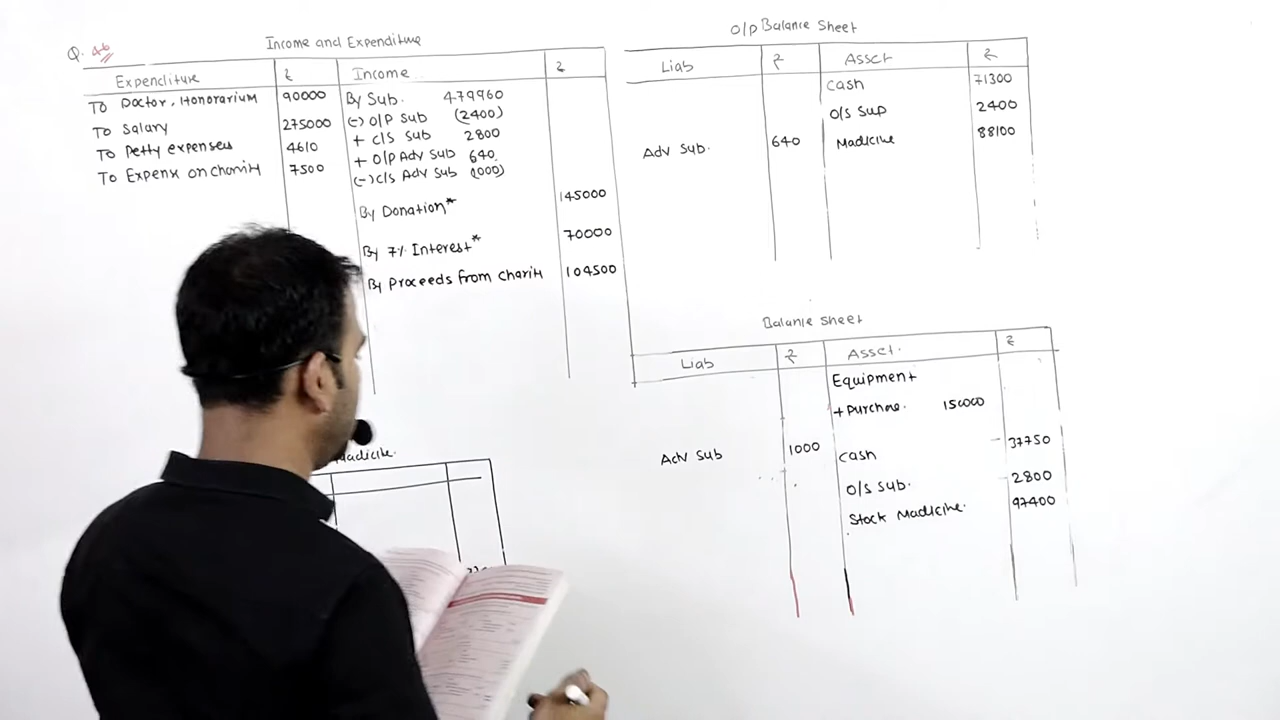 Q. 46
Income and Expenditure
Expenditure ₹ Income ₹
To Doctor, Honorarium 90000 By Sub. 479960
To Salary 275000 (-) O/P Sub (2400)
To Petty expenses 4610 + C/S Sub 2800
To Expense on charity 7500 + O/P Adv Sub 640
(-) C/S Adv Sub (1000)
By Donation* 145000
By 7% Interest* 70000
By Proceeds from charity 104500
O/P Balance Sheet
Liab ₹ Asset ₹
Cash 71300
O/S Sup 2400
Adv Sub. 640 Madicine 88100
Balance Sheet
Liab ₹ Asset. ₹
Equipment
+ Purchase. 150000
Adv Sub 1000 Cash 37750
O/S Sub. 2800
Stock Madicine. 97400
Madicine.